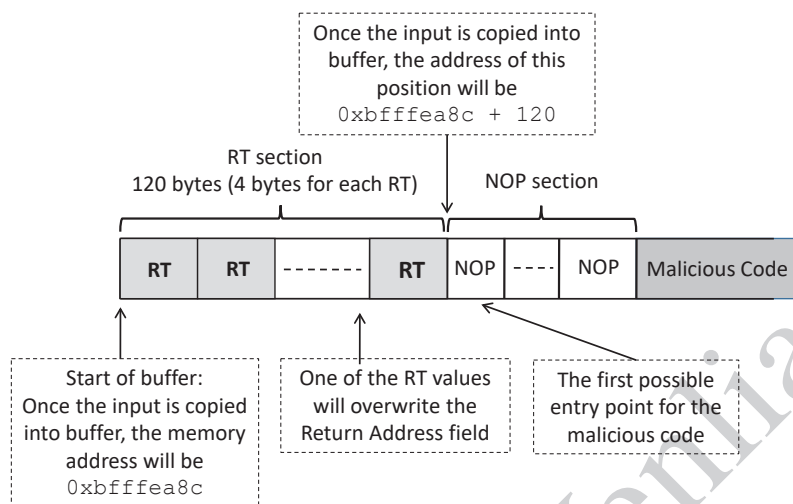 Once the input is copied into
buffer, the address of this
position will be
0xbfffea8c + 120
RT section
120 bytes (4 bytes for each RT)
NOP section
RT
RT
RT
NOP
NOP
Malicious Code
Start of buffer:
Once the input is copied
into buffer, the memory
address will be
0xbfffea8c
One of the RT values
will overwrite the
Return Address field
The first possible
entry point for the
malicious code